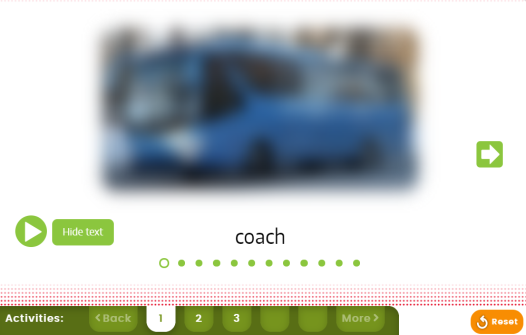 Hide text
coach
Activities:
Back
1
2
3
More
Reset